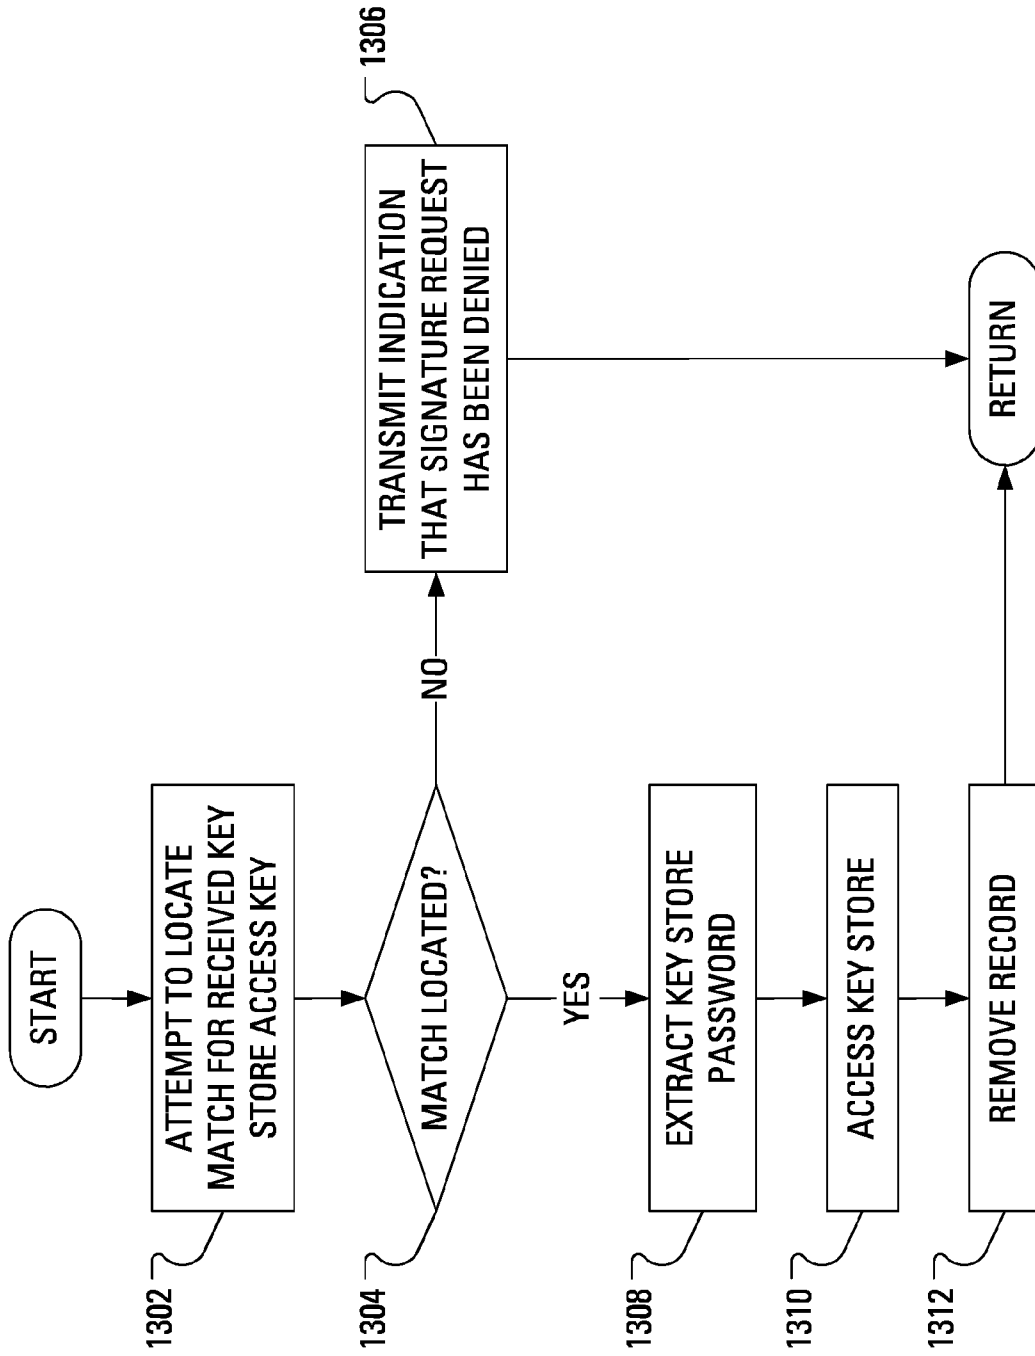 START
1302
ATTEMPT TO LOCATE
MATCH FOR RECEIVED KEY
STORE ACCESS KEY
1304
MATCH LOCATED?
NO
1306
TRANSMIT INDICATION
THAT SIGNATURE REQUEST
HAS BEEN DENIED
YES
1308
EXTRACT KEY STORE
PASSWORD
1310
ACCESS KEY STORE
1312
REMOVE RECORD
RETURN